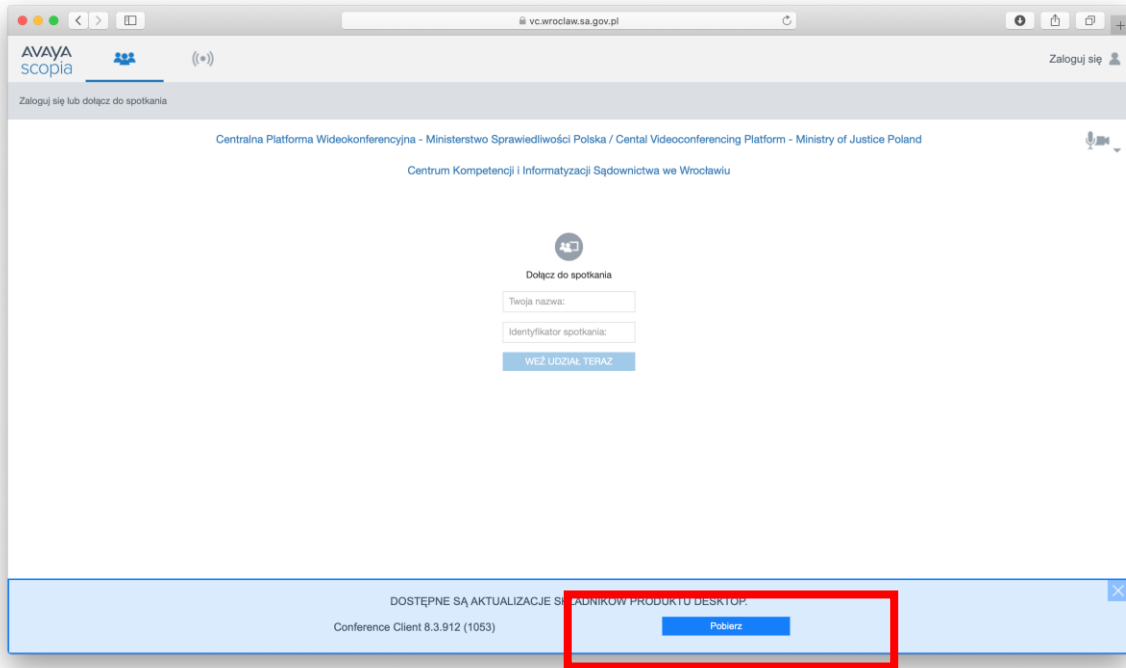 vc.wroclaw.sa.gov.pl
AVAYA
scopia
Zaloguj się
Zaloguj się lub dołącz do spotkania
Centralna Platforma Wideokonferencyjna - Ministerstwo Sprawiedliwości Polska / Cental Videoconferencing Platform - Ministry of Justice Poland
Centrum Kompetencji i Informatyzacji Sądownictwa we Wrocławiu
Dołącz do spotkania
Twoja nazwa:
Identyfikator spotkania:
WEŹ UDZIAŁ TERAZ
DOSTĘPNE SĄ AKTUALIZACJE SKŁADNIKÓW PRODUKTU DESKTOP.
Conference Client 8.3.912 (1053)
Pobierz